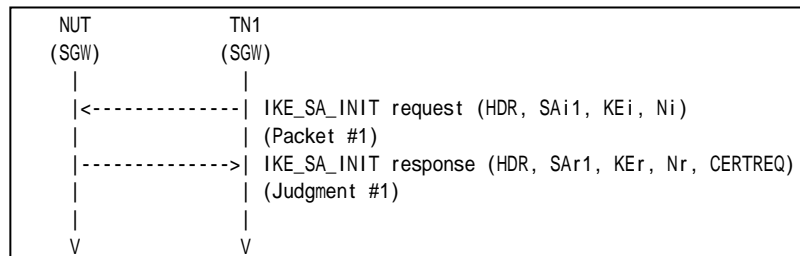 NUT TN1
(SGW) (SGW)
| |
|<--------------| IKE_SA_INIT request (HDR, SAi1, KEi, Ni)
| | (Packet #1)
|-------------->| IKE_SA_INIT response (HDR, SAr1, KEr, Nr, CERTREQ)
| | (Judgment #1)
| |
V V